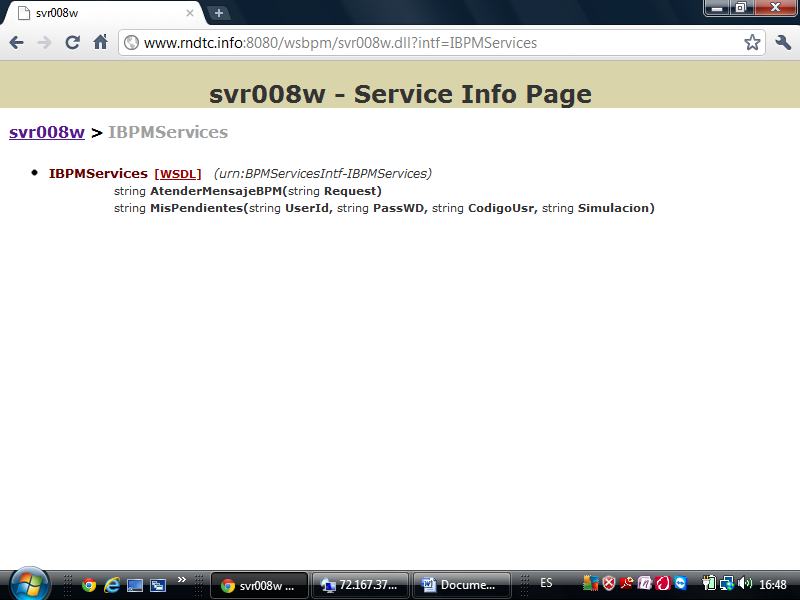 svr008w
www.rndtc.info:8080/wsbpm/svr008w.dll?intf=IBPMServices
svr008w - Service Info Page
svr008w > IBPMServices
IBPMServices [WSDL] (urn:BPMServicesIntf-IBPMServices)
string AtenderMensajeBPM(string Request)
string MisPendientes(string UserId, string PassWD, string CodigoUsr, string Simulacion)
svr008w ... 72.167.37... Docume... ES 16:48